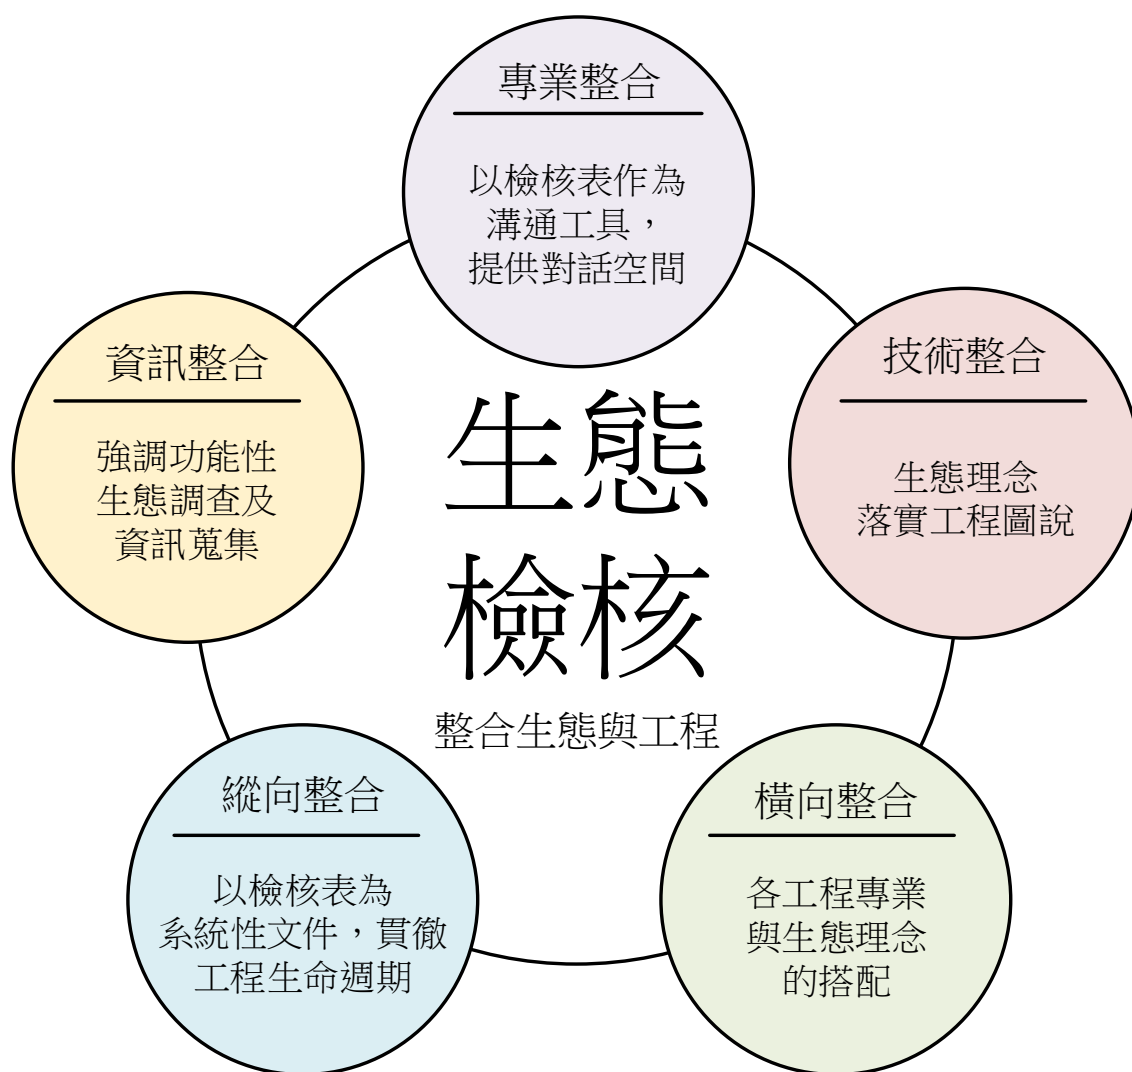 專業整合
以檢核表作為
溝通工具，
提供對話空間
資訊整合
強調功能性
生態調查及
資訊蒐集
技術整合
生態理念
落實工程圖說
生態
檢核
整合生態與工程
縱向整合
以檢核表為
系統性文件，貫徹
工程生命週期
橫向整合
各工程專業
與生態理念
的搭配